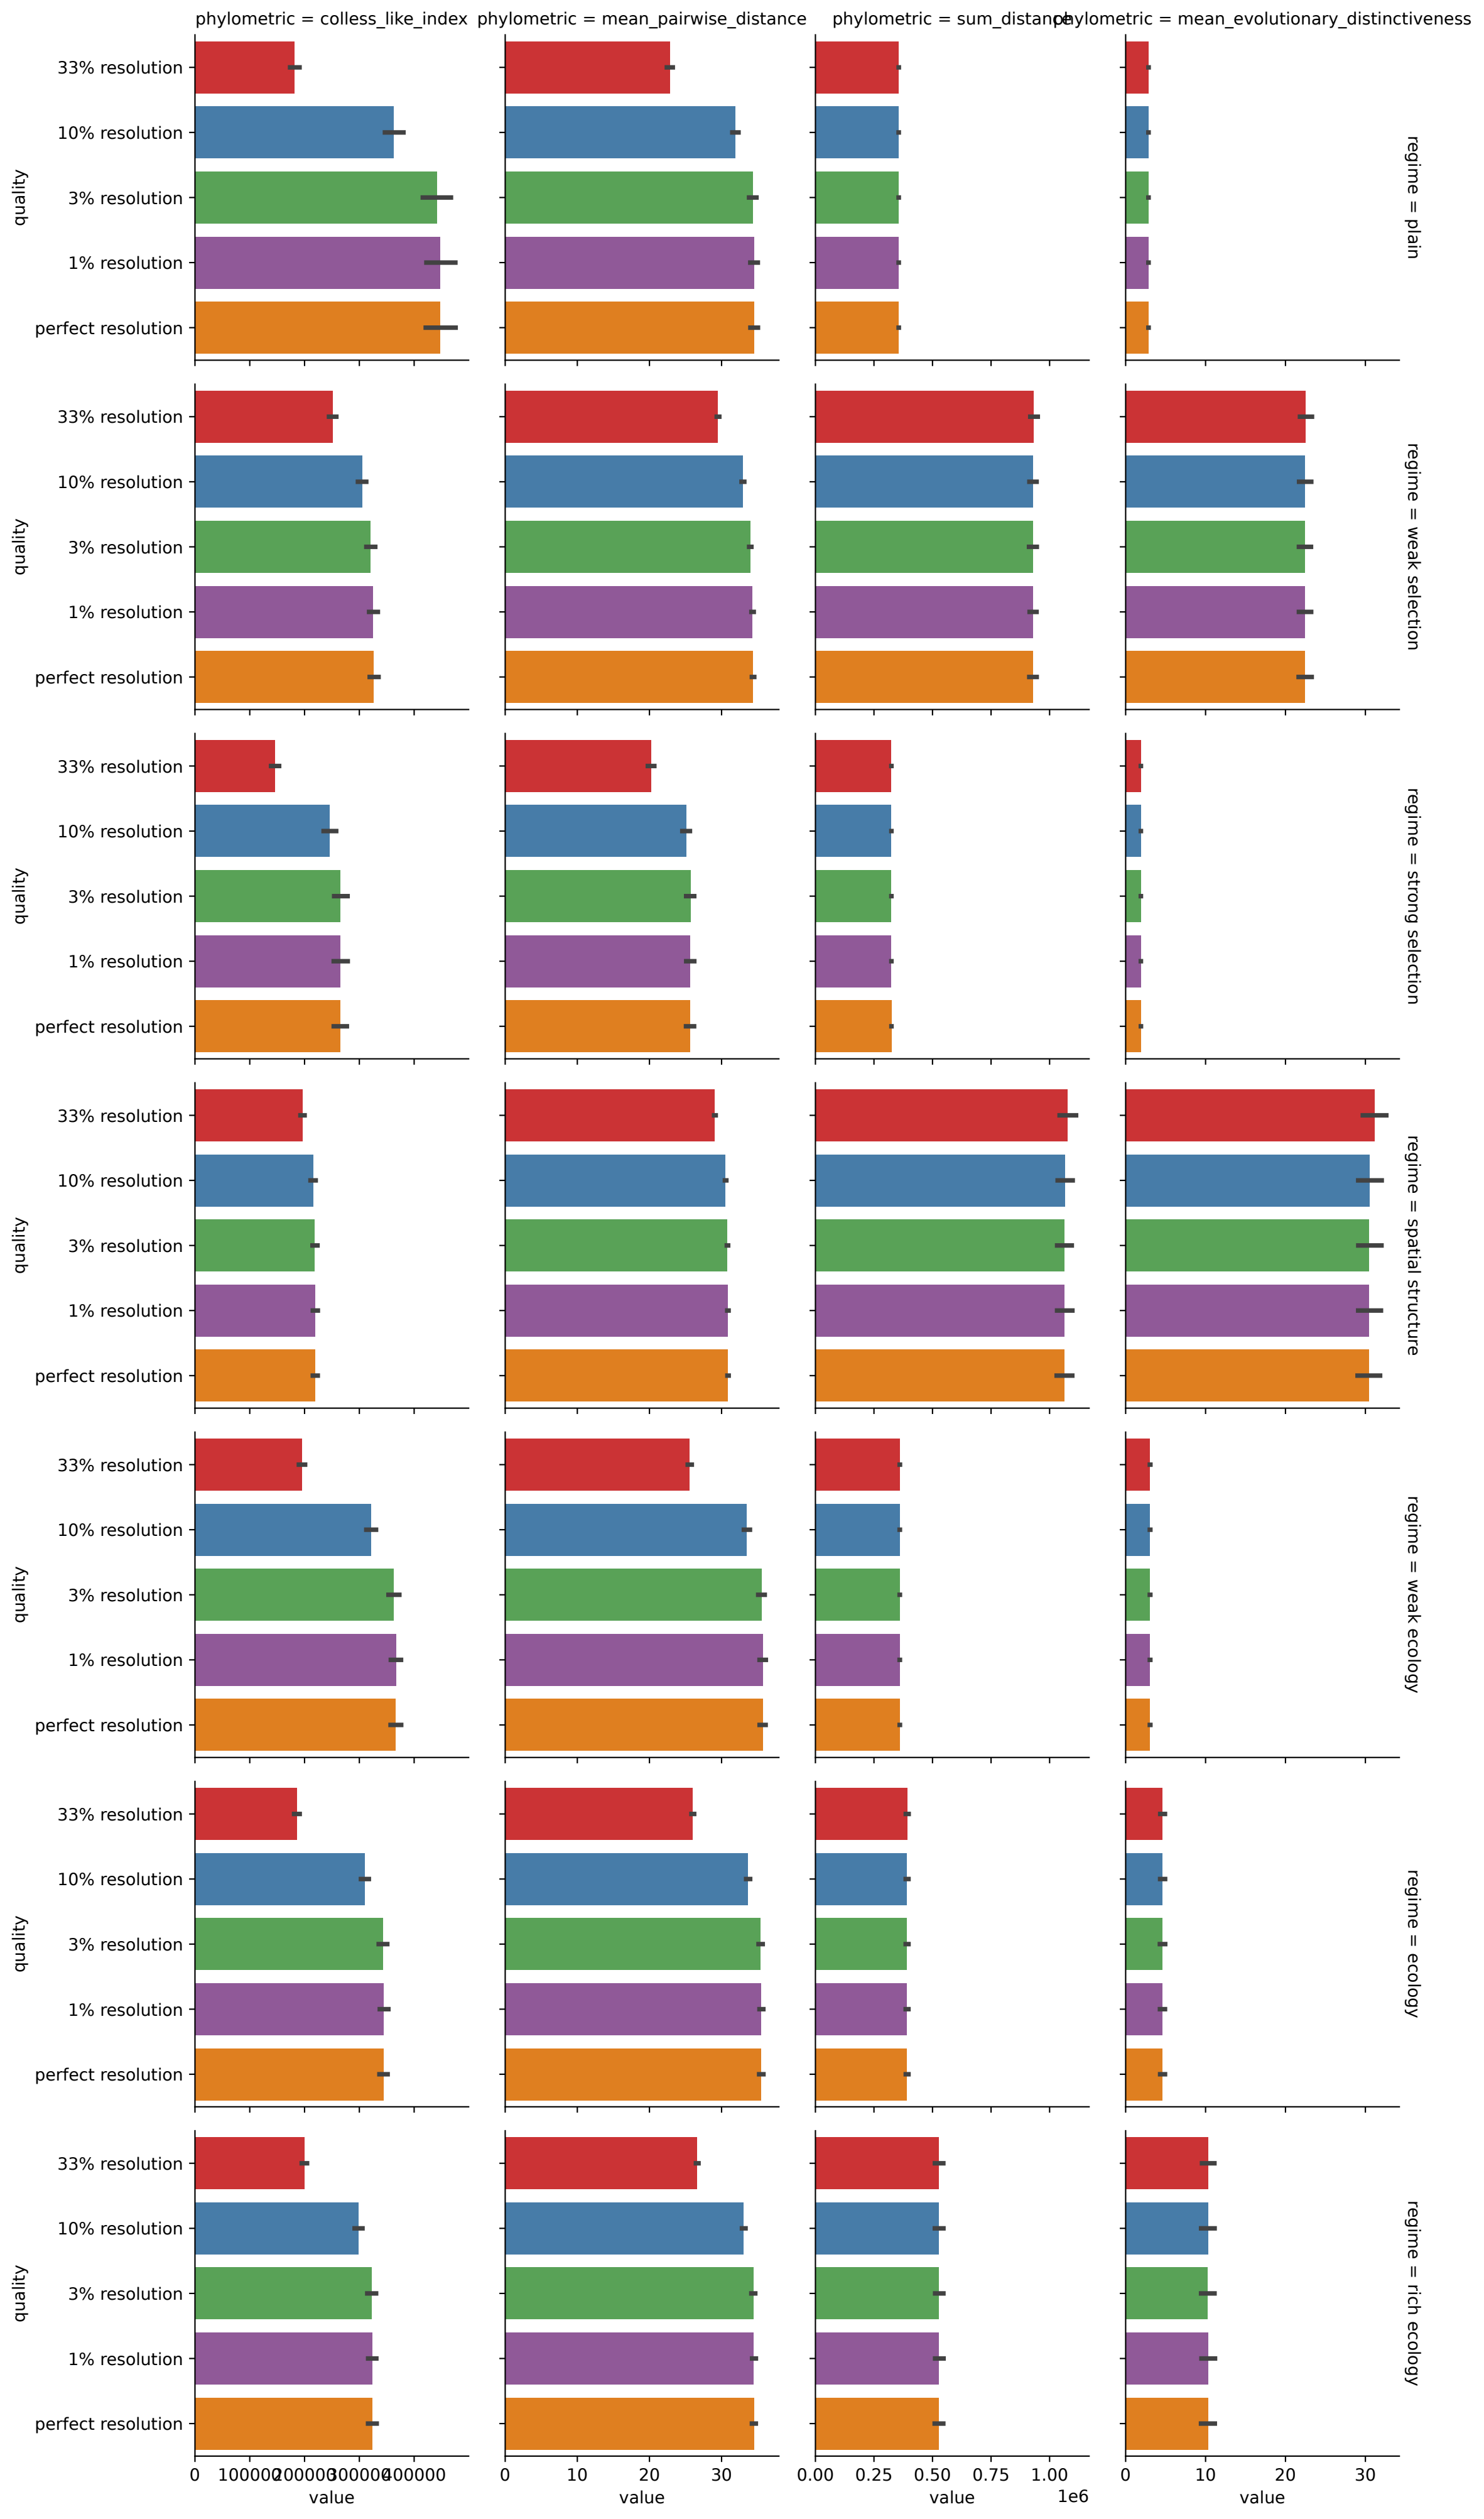 phylometric = colless_like_index
phylometric = mean_pairwise_distance
phylometric = sum_distance
phylometric = mean_evolutionary_distinctiveness
33% resolution
10% resolution
3% resolution
1% resolution
perfect resolution
quality
regime = plain
33% resolution
10% resolution
3% resolution
1% resolution
perfect resolution
quality
regime = weak selection
33% resolution
10% resolution
3% resolution
1% resolution
perfect resolution
quality
regime = strong selection
33% resolution
10% resolution
3% resolution
1% resolution
perfect resolution
quality
regime = spatial structure
33% resolution
10% resolution
3% resolution
1% resolution
perfect resolution
quality
regime = weak ecology
33% resolution
10% resolution
3% resolution
1% resolution
perfect resolution
quality
regime = ecology
33% resolution
10% resolution
3% resolution
1% resolution
perfect resolution
quality
regime = rich ecology
0 100000 200000 300000 400000
value
0 10 20 30
value
0.00 0.25 0.50 0.75 1.00
1e6
value
0 10 20 30
value